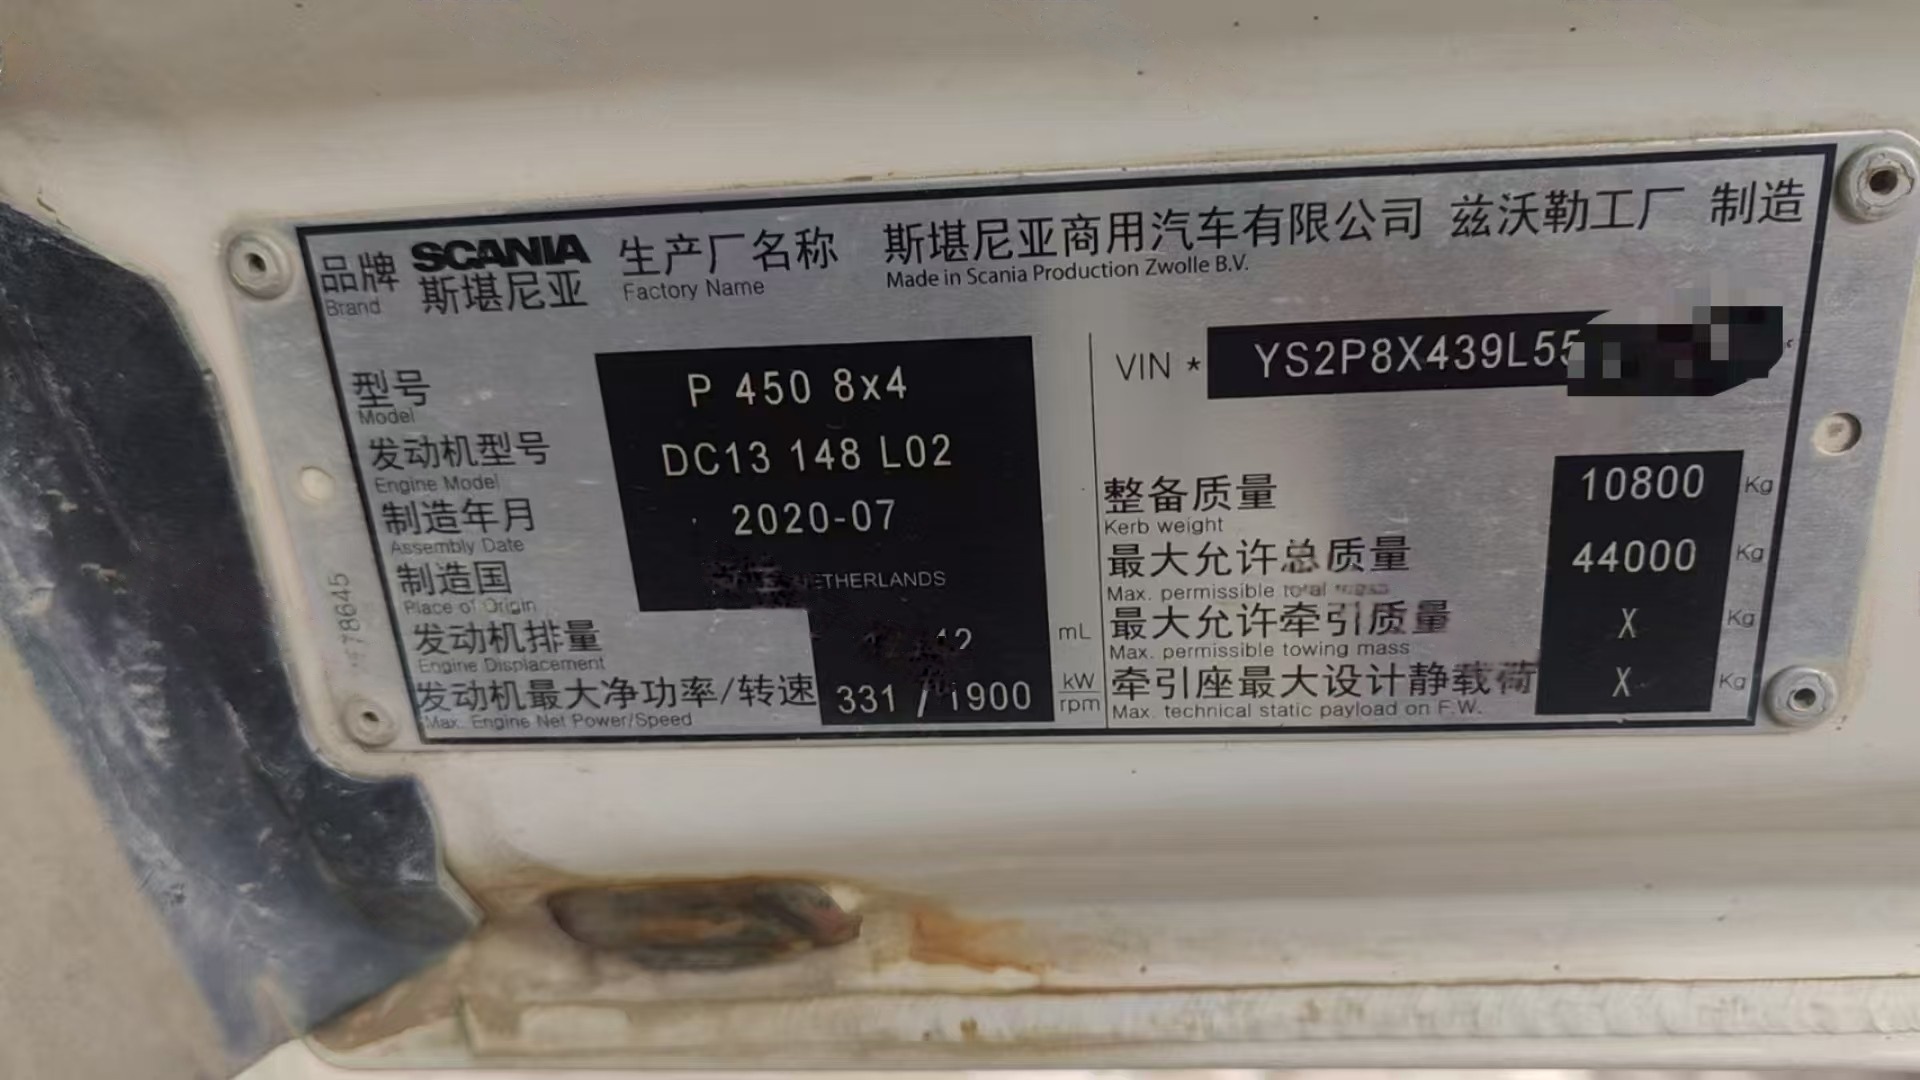 品牌 SCANIA 生产厂名称 斯堪尼亚商用汽车有限公司 兹沃勒工厂 制造
Brand 斯堪尼亚 Factory Name Made in Scania Production Zwolle B.V.
型号 P 450 8x4 VIN * YS2P8X439L55
Model
发动机型号 DC13 148 L02 整备质量 10800 Kg
Engine Model Kerb weight
制造年月 2020-07 最大允许总质量 44000 Kg
Assembly Date Max. permissible total mass
制造国 ETHERLANDS 最大允许牵引质量 X Kg
Place of Origin Max. permissible towing mass
发动机排量 mL 牵引座最大设计静载荷 X Kg
Engine Displacement Max. technical static payload on F.W.
发动机最大净功率/转速 331 / 1900 kW rpm
Max. Engine Net Power/Speed
78645